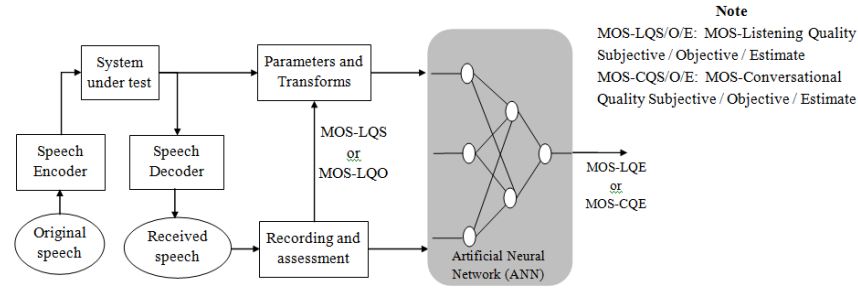 Note
MOS-LQS/O/E: MOS-Listening Quality
Subjective / Objective / Estimate
MOS-CQS/O/E: MOS-Conversational
Quality Subjective / Objective / Estimate
System
under test
Parameters and
Transforms
Speech
Encoder
Speech
Decoder
MOS-LQS
or
MOS-LQO
Original
speech
Received
speech
Recording and
assessment
Artificial Neural
Network (ANN)
MOS-LQE
or
MOS-CQE